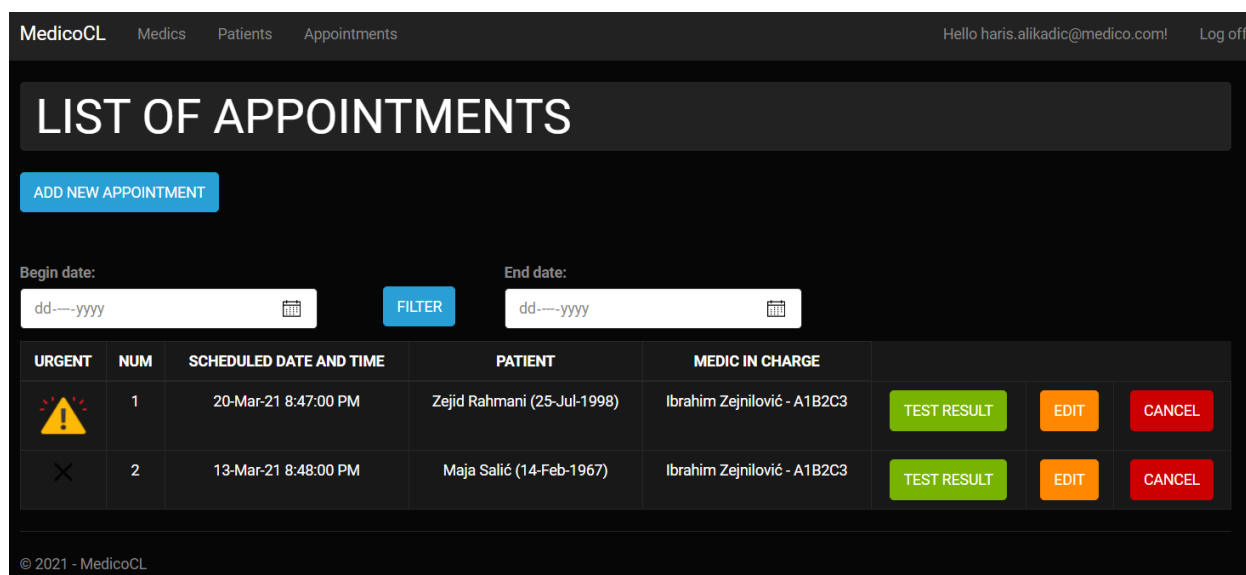 MedicoCL Medics Patients Appointments Hello haris.alikadic@medico.com! Log off
LIST OF APPOINTMENTS
ADD NEW APPOINTMENT
Begin date: End date:
dd-----yyyy FILTER dd-----yyyy
URGENT NUM SCHEDULED DATE AND TIME PATIENT MEDIC IN CHARGE
1 20-Mar-21 8:47:00 PM Zejid Rahmani (25-Jul-1998) Ibrahim Zejnilović - A1B2C3 TEST RESULT EDIT CANCEL
2 13-Mar-21 8:48:00 PM Maja Salić (14-Feb-1967) Ibrahim Zejnilović - A1B2C3 TEST RESULT EDIT CANCEL
© 2021 - MedicoCL